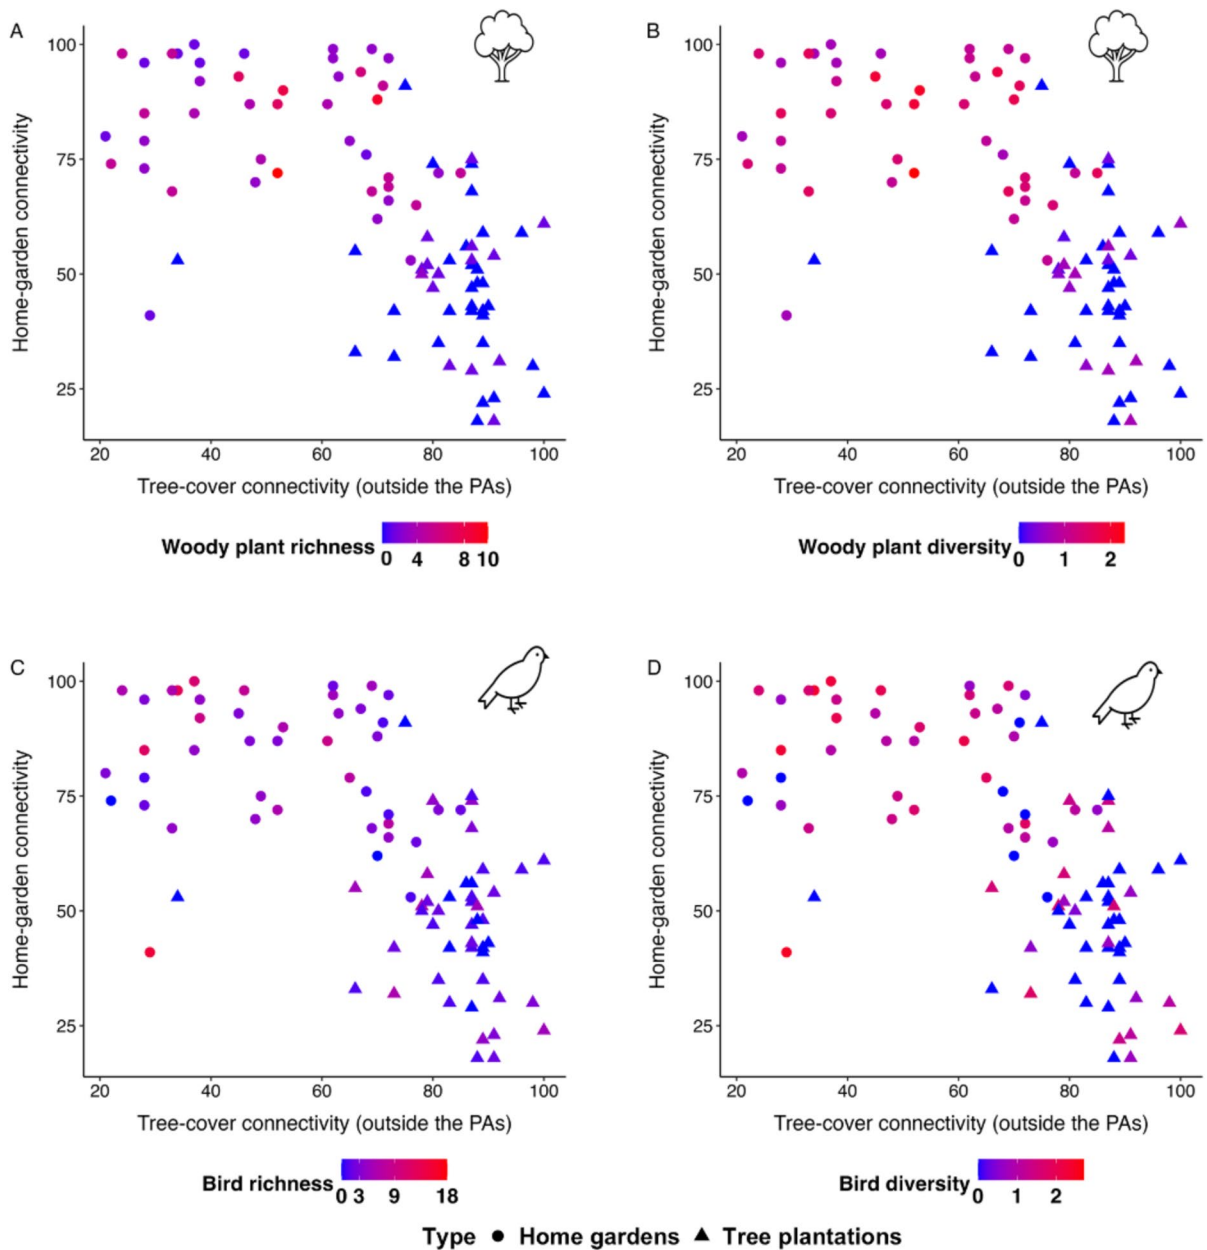 A
B
Home-garden connectivity
100
75
50
25
20 40 60 80 100
Tree-cover connectivity (outside the PAs)
Woody plant richness
0 4 8 10
Home-garden connectivity
100
75
50
25
20 40 60 80 100
Tree-cover connectivity (outside the PAs)
Woody plant diversity
0 1 2
C
D
Home-garden connectivity
100
75
50
25
20 40 60 80 100
Tree-cover connectivity (outside the PAs)
Bird richness
0 3 9 18
Home-garden connectivity
100
75
50
25
20 40 60 80 100
Tree-cover connectivity (outside the PAs)
Bird diversity
0 1 2
Type Home gardens Tree plantations